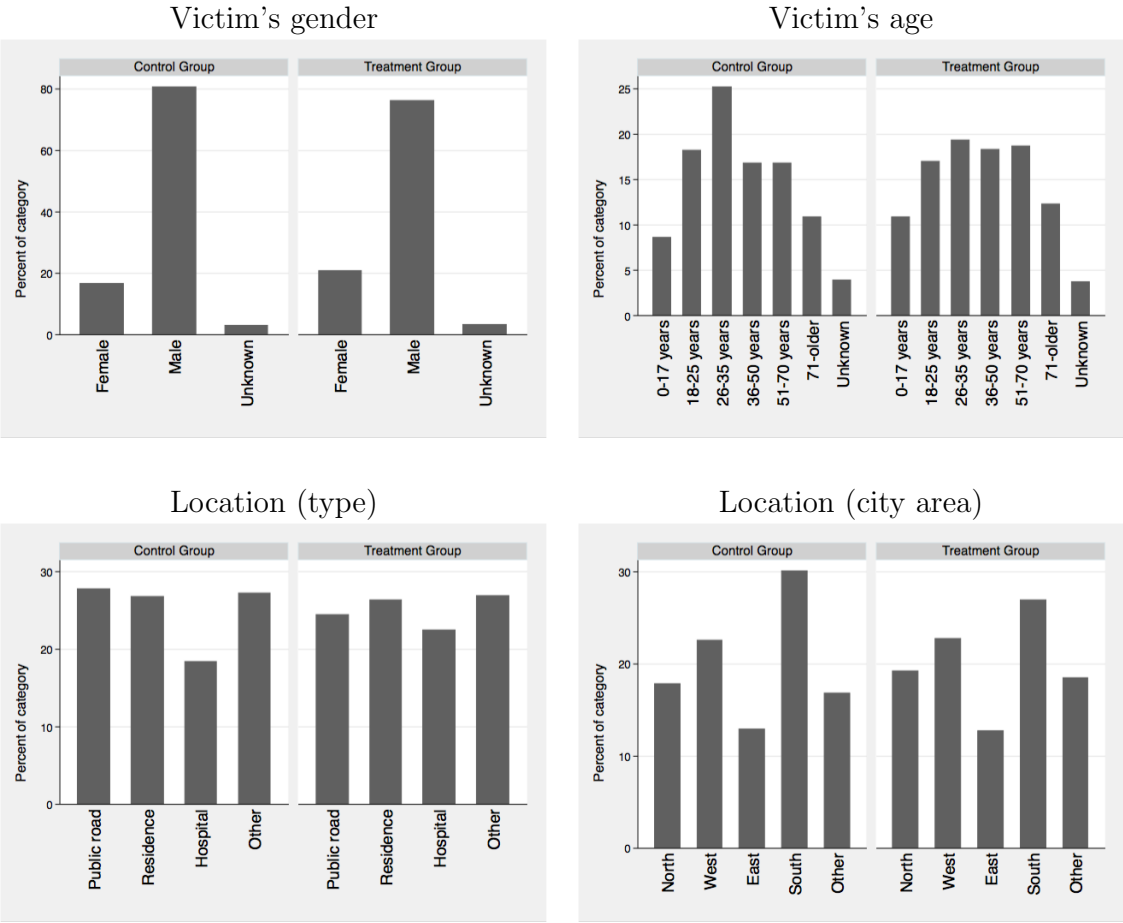 Victim's gender
Control Group
Treatment Group
Percent of category
80
60
40
20
0
Female
Male
Unknown
Female
Male
Unknown
Victim's age
Control Group
Treatment Group
Percent of category
25
20
15
10
5
0
0-17 years
18-25 years
26-35 years
36-50 years
51-70 years
71-older
Unknown
0-17 years
18-25 years
26-35 years
36-50 years
51-70 years
71-older
Unknown
Location (type)
Control Group
Treatment Group
Percent of category
30
20
10
0
Public road
Residence
Hospital
Other
Public road
Residence
Hospital
Other
Location (city area)
Control Group
Treatment Group
Percent of category
30
20
10
0
North
West
East
South
Other
North
West
East
South
Other